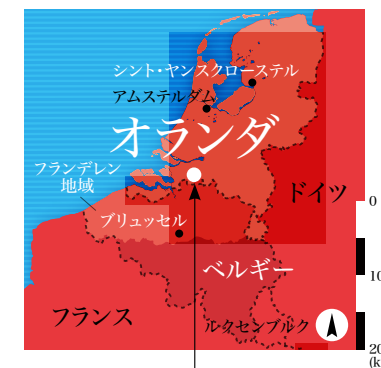 シント・ヤンスクローステル
アムステルダム
オランダ
フランデレン
地域
ドイツ
ブリュッセル
ベルギー
フランス
ルクセンブルク
0
10
20
(k